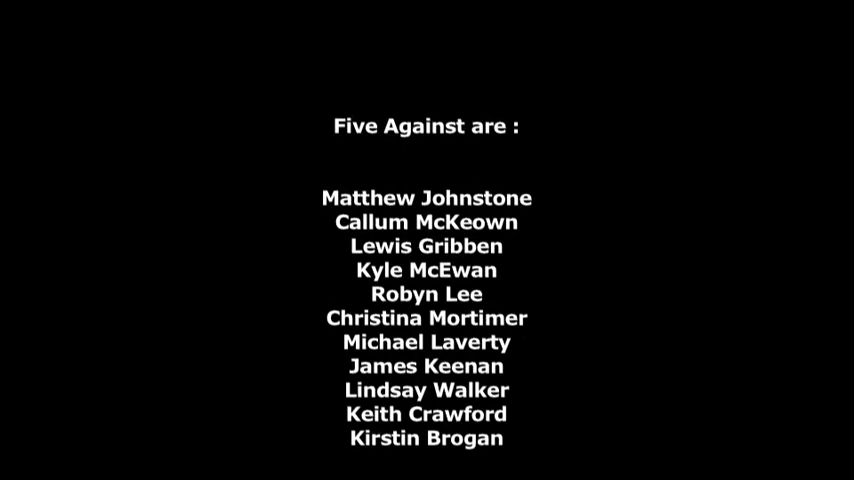 Five Against are :
Matthew Johnstone
Callum McKeown
Lewis Gribben
Kyle McEwan
Robyn Lee
Christina Mortimer
Michael Laverty
James Keenan
Lindsay Walker
Keith Crawford
Kirstin Brogan